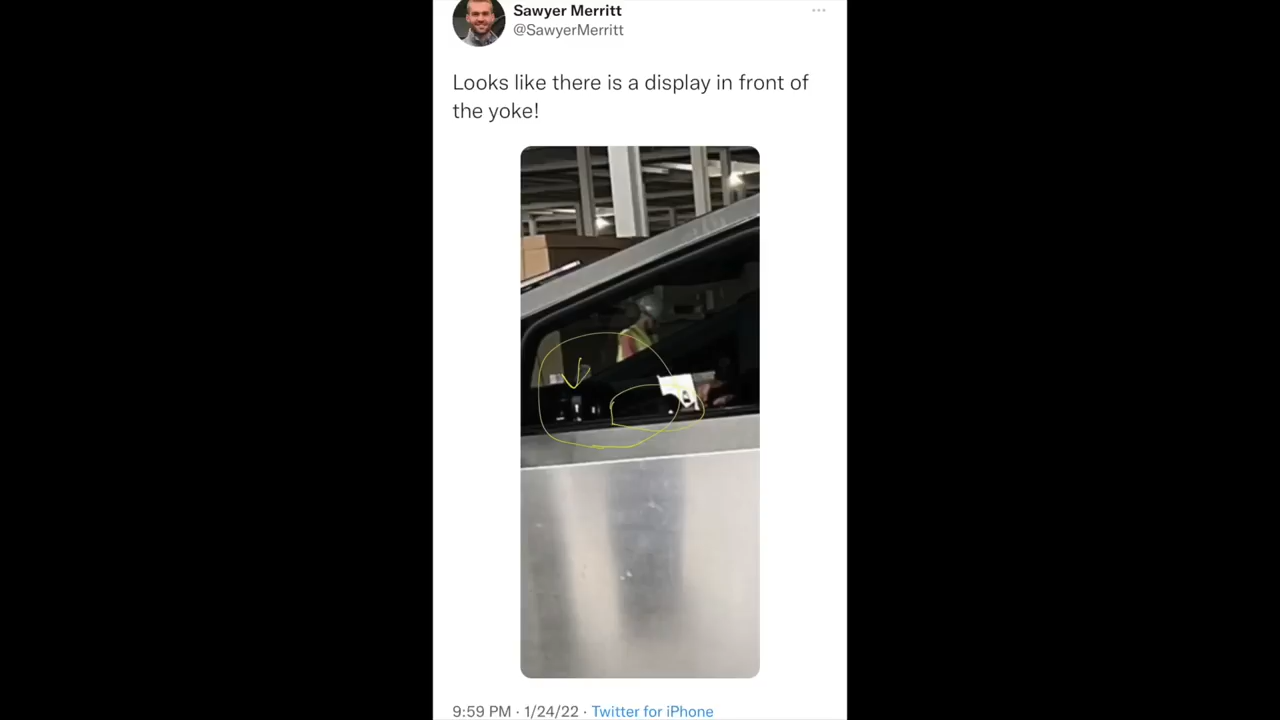 Sawyer Merritt
@SawyerMerritt
Looks like there is a display in front of
the yoke!
9:59 PM · 1/24/22 · Twitter for iPhone